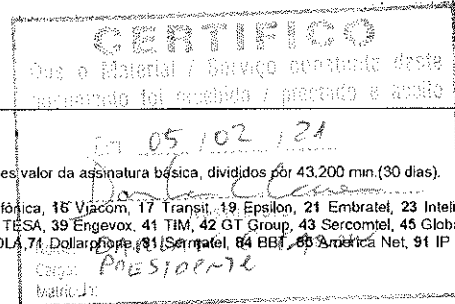 CERTIFICO
Que o Material / Serviço constante deste
documento foi recebido / prestado e aceito
Em 05 / 02 / 21
es valor da assinatura básica, divididos por 43.200 min.(30 dias).
fônica, 16 Viacom, 17 Transit, 19 Epsilon, 21 Embratel, 23 Intelig
TESA, 39 Engevox, 41 TIM, 42 GT Group, 43 Sercomtel, 45 Globa
OLA,71 Dollarphone, 81 Sermatel, 84 BBT, 85 America Net, 91 IP
Cargo: PRESIDENTE
Matrícula: